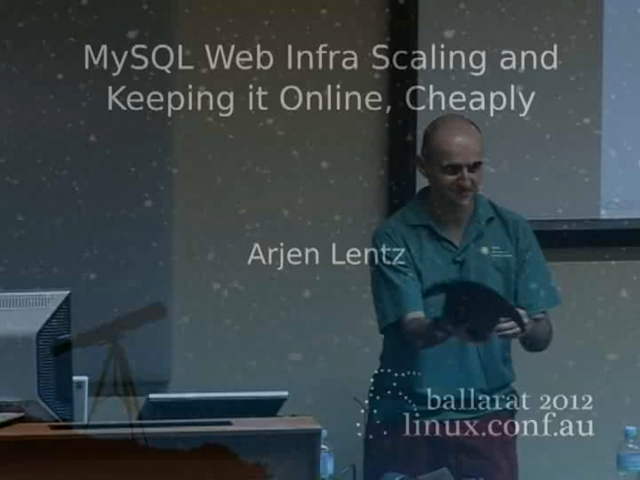 MySQL Web Infra Scaling and
Keeping it Online, Cheaply
Arjen Lentz
ballarat 2012
linux.conf.au